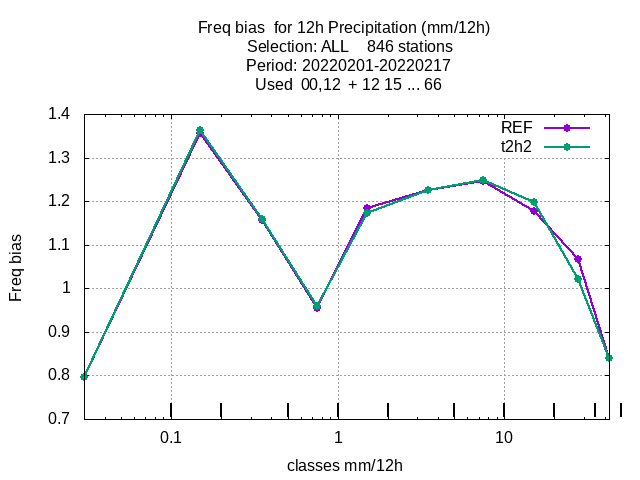 Freq bias  for 12h Precipitation (mm/12h)
Selection: ALL    846 stations
Period: 20220201-20220217
Used  00,12  + 12 15 ... 66
REF
t2h2
1.4
1.3
1.2
1.1
1
0.9
0.8
0.7
Freq bias
0.1 1 10
classes mm/12h